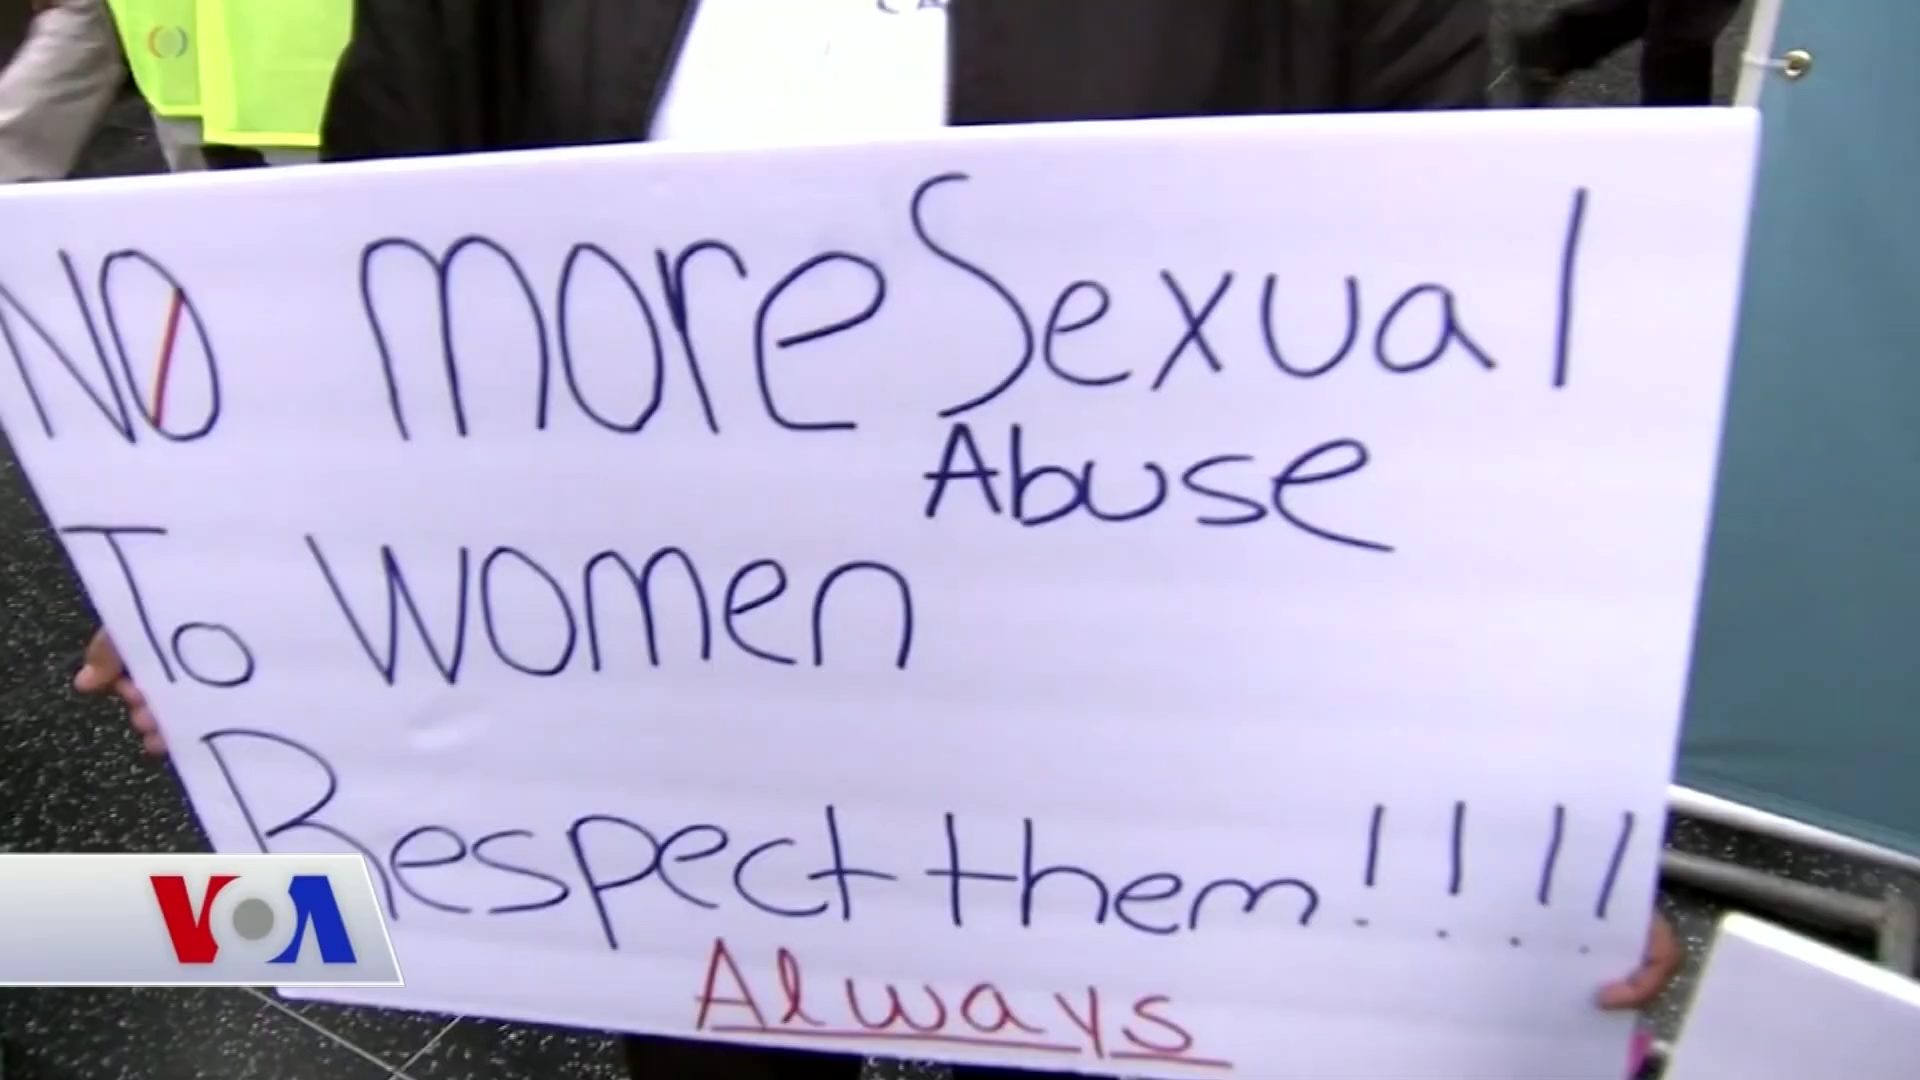 No more Sexual
Abuse
To Women
Respect them!!!!
Always
VOA